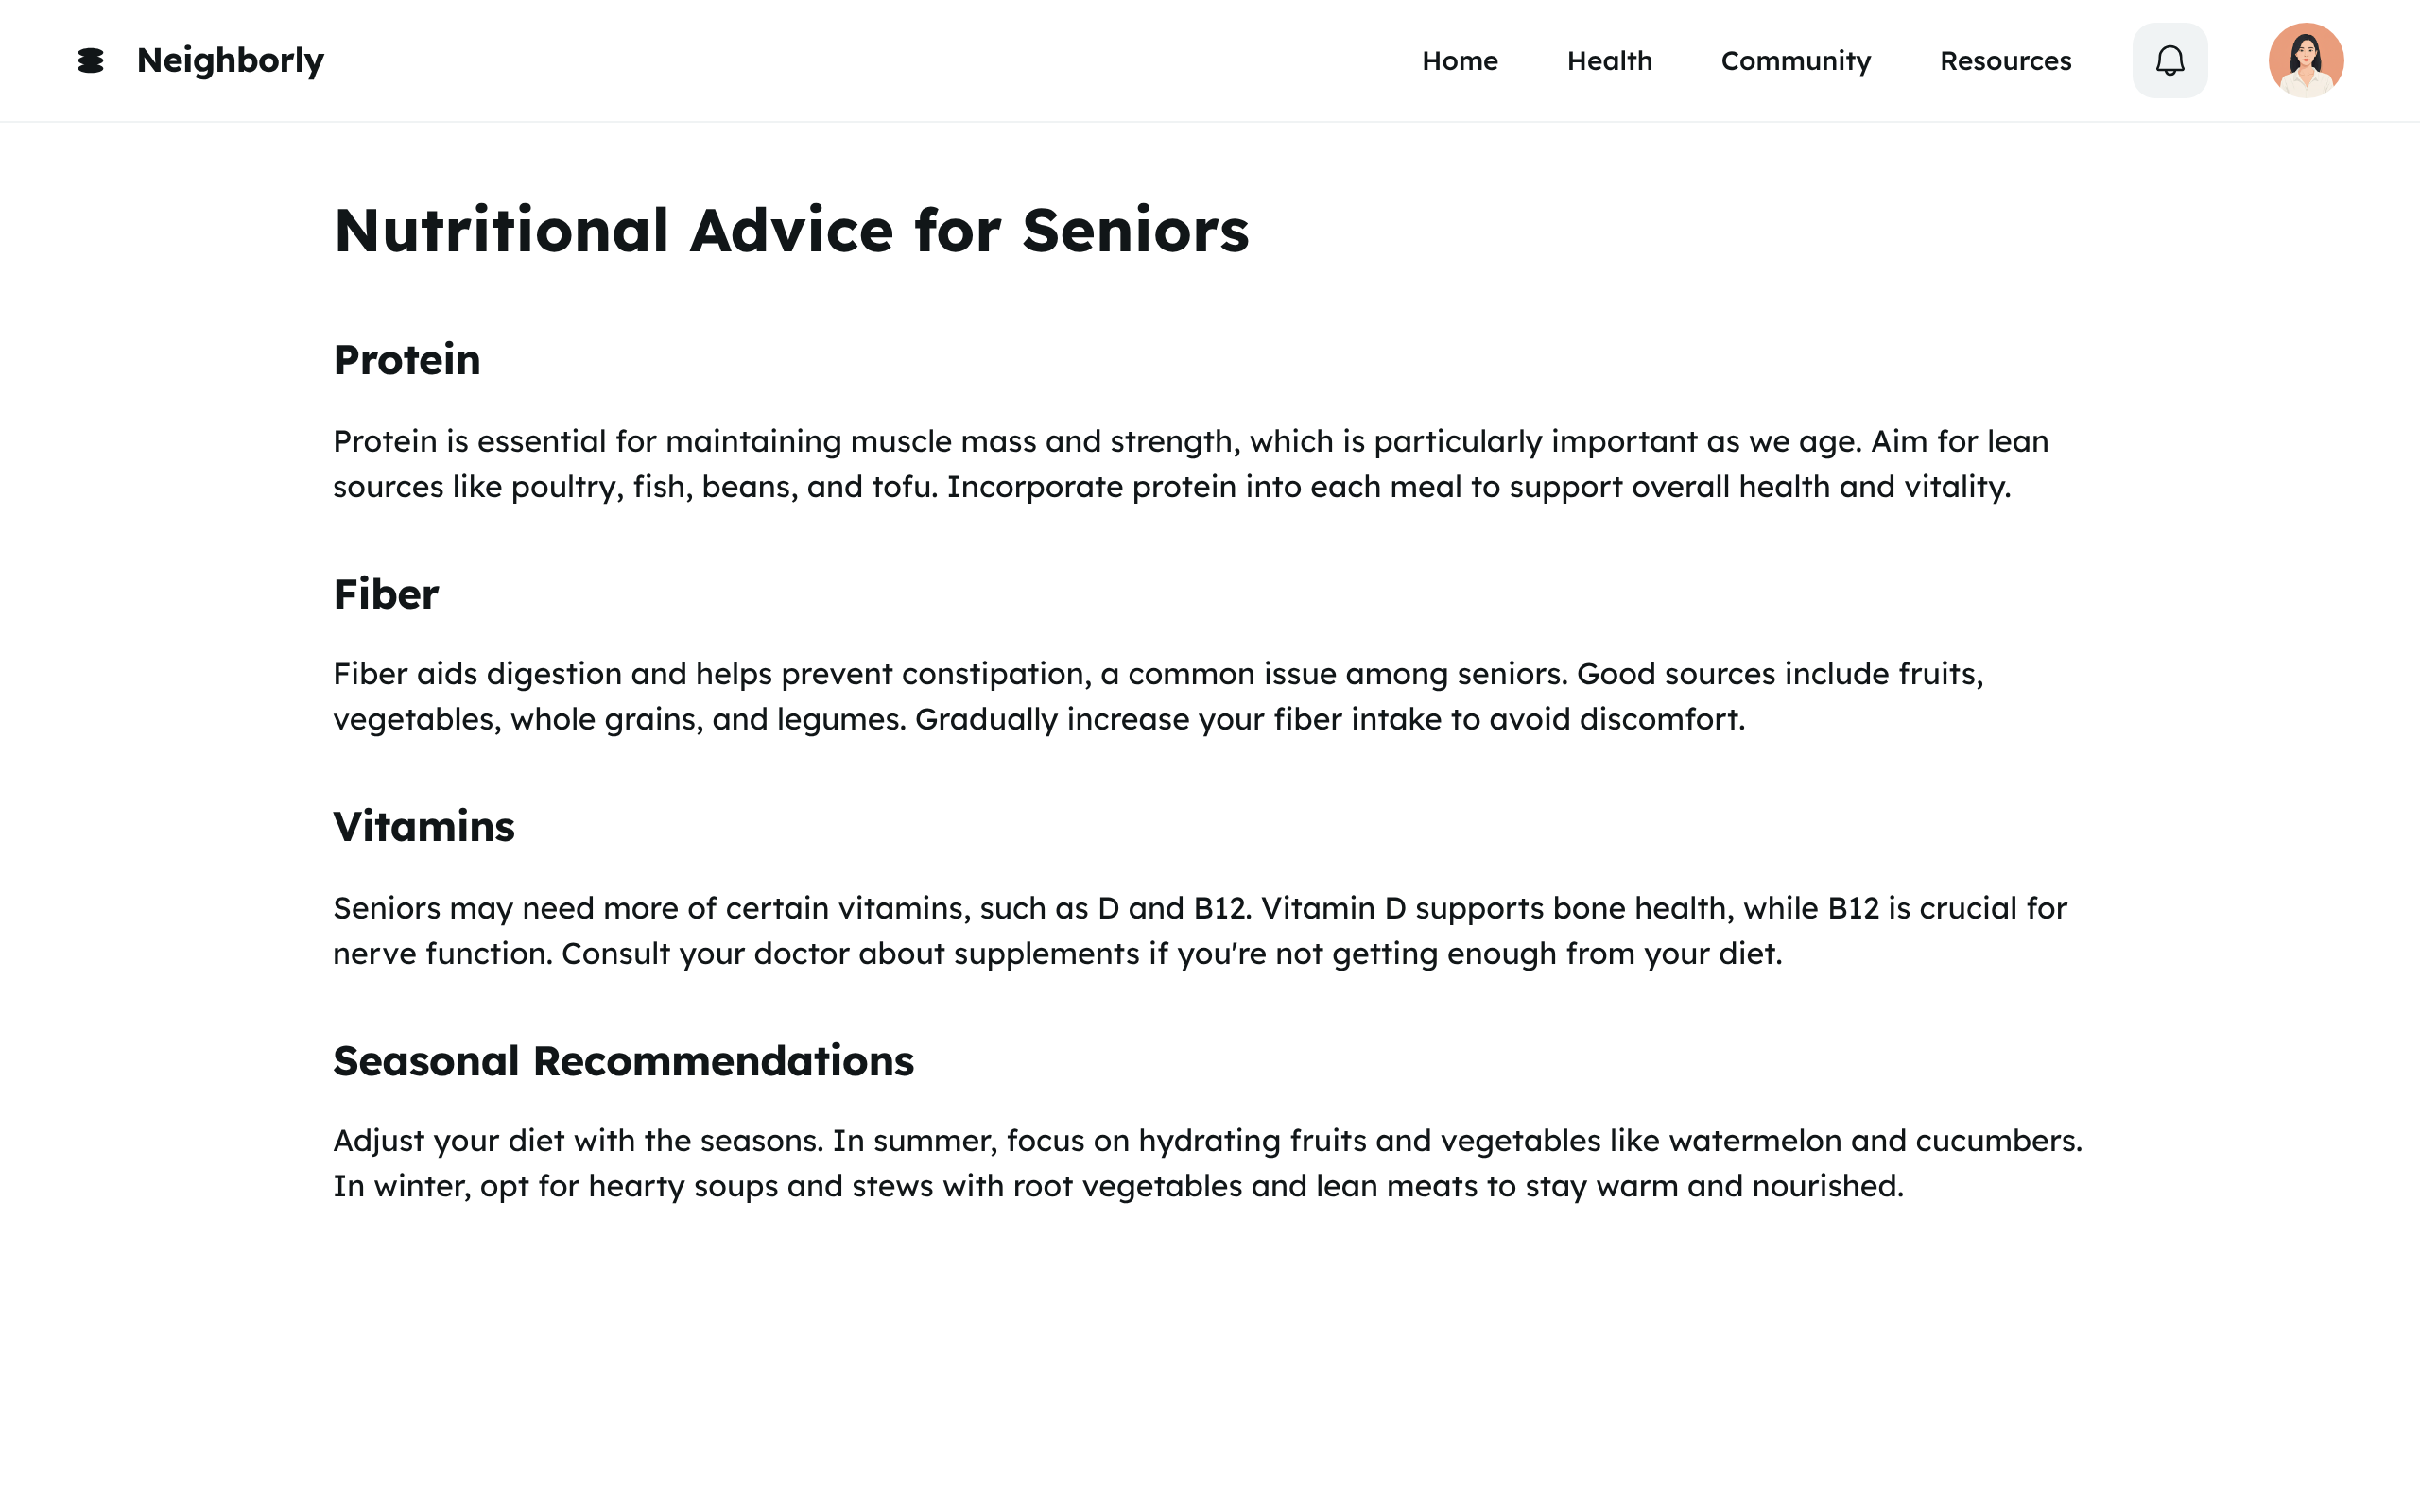 Neighborly
Home Health Community Resources
Nutritional Advice for Seniors
Protein
Protein is essential for maintaining muscle mass and strength, which is particularly important as we age. Aim for lean
sources like poultry, fish, beans, and tofu. Incorporate protein into each meal to support overall health and vitality.
Fiber
Fiber aids digestion and helps prevent constipation, a common issue among seniors. Good sources include fruits,
vegetables, whole grains, and legumes. Gradually increase your fiber intake to avoid discomfort.
Vitamins
Seniors may need more of certain vitamins, such as D and B12. Vitamin D supports bone health, while B12 is crucial for
nerve function. Consult your doctor about supplements if you're not getting enough from your diet.
Seasonal Recommendations
Adjust your diet with the seasons. In summer, focus on hydrating fruits and vegetables like watermelon and cucumbers.
In winter, opt for hearty soups and stews with root vegetables and lean meats to stay warm and nourished.